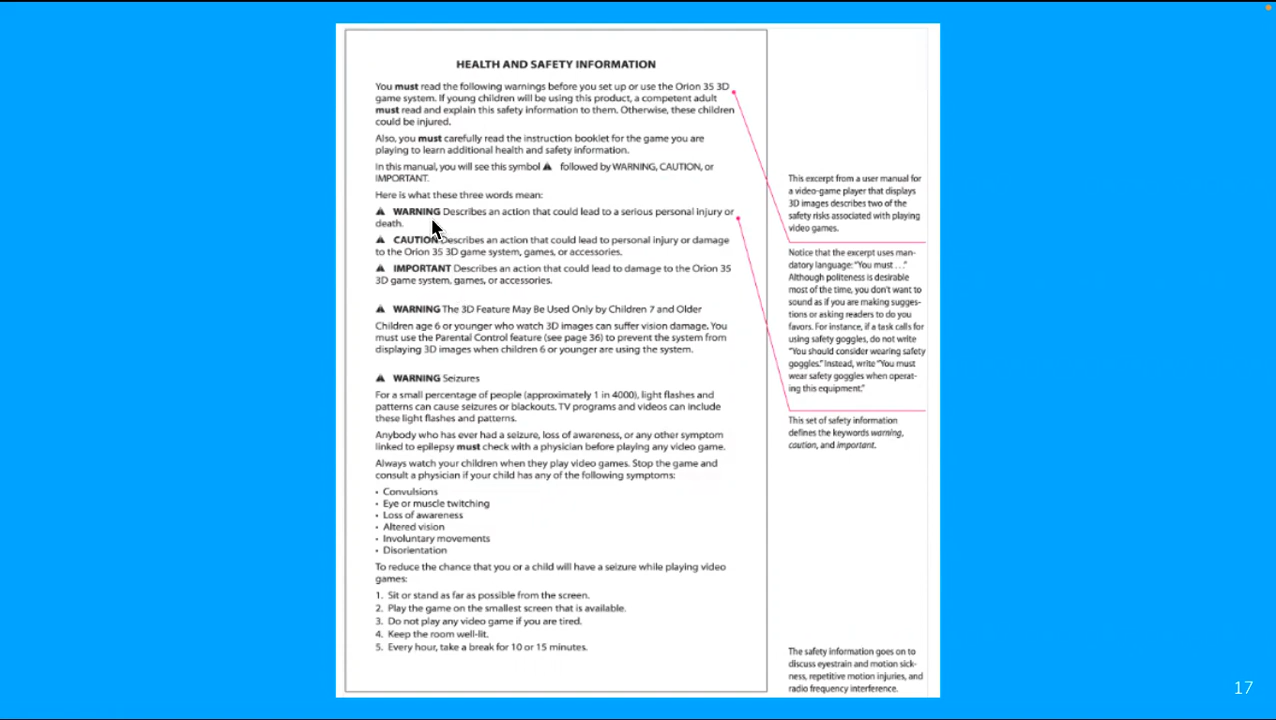 HEALTH AND SAFETY INFORMATION
You must read the following warnings before you set up or use the Orion 35 3D
game system. If young children will be using this product, a competent adult
must read and explain this safety information to them. Otherwise, these children
could be injured.
Also, you must carefully read the instruction booklet for the game you are
playing to learn additional health and safety information.
In this manual, you will see this symbol ⚠ followed by WARNING, CAUTION, or
IMPORTANT.
Here is what these three words mean:
⚠ WARNING Describes an action that could lead to a serious personal injury or
death.
⚠ CAUTION Describes an action that could lead to personal injury or damage
to the Orion 35 3D game system, games, or accessories.
⚠ IMPORTANT Describes an action that could lead to damage to the Orion 35
3D game system, games, or accessories.
⚠ WARNING The 3D Feature May Be Used Only by Children 7 and Older
Children age 6 or younger who watch 3D images can suffer vision damage. You
must use the Parental Control feature (see page 36) to prevent the system from
displaying 3D images when children 6 or younger are using the system.
⚠ WARNING Seizures
For a small percentage of people (approximately 1 in 4000), light flashes and
patterns can cause seizures or blackouts. TV programs and videos can include
these light flashes and patterns.
Anybody who has ever had a seizure, loss of awareness, or any other symptom
linked to epilepsy must check with a physician before playing any video game.
Always watch your children when they play video games. Stop the game and
consult a physician if your child has any of the following symptoms:
• Convulsions
• Eye or muscle twitching
• Loss of awareness
• Altered vision
• Involuntary movements
• Disorientation
To reduce the chance that you or a child will have a seizure while playing video
games:
1. Sit or stand as far as possible from the screen.
2. Play the game on the smallest screen that is available.
3. Do not play any video game if you are tired.
4. Keep the room well-lit.
5. Every hour, take a break for 10 or 15 minutes.
This excerpt from a user manual for
a video-game player that displays
3D images describes two of the
safety risks associated with playing
video games.
Notice that the excerpt uses man-
datory language: "You must . . ."
Although politeness is desirable
most of the time, you don't want to
sound as if you are making sugges-
tions or asking readers to do you
favors. For instance, if a task calls for
using safety goggles, do not write
"You should consider wearing safety
goggles." Instead, write "You must
wear safety goggles when operat-
ing this equipment."
This set of safety information
defines the keywords warning,
caution, and important.
The safety information goes on to
discuss eyestrain and motion sick-
ness, repetitive motion injuries, and
radio frequency interference.
17